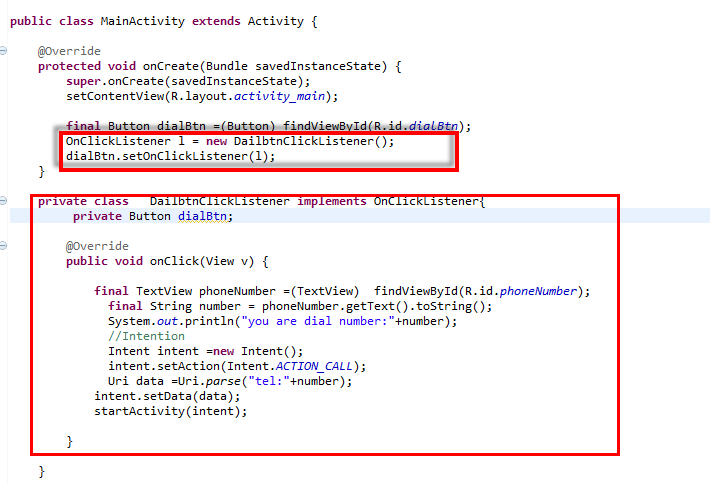 public class MainActivity extends Activity {
@Override
protected void onCreate(Bundle savedInstanceState) {
super.onCreate(savedInstanceState);
setContentView(R.layout.activity_main);
final Button dialBtn =(Button) findViewById(R.id.dialBtn);
OnClickListener l = new DailbtnClickListener();
dialBtn.setOnClickListener(l);
}
private class DailbtnClickListener implements OnClickListener{
private Button dialBtn;
@Override
public void onClick(View v) {
final TextView phoneNumber =(TextView) findViewById(R.id.phoneNumber);
final String number = phoneNumber.getText().toString();
System.out.println("you are dial number:"+number);
//Intention
Intent intent =new Intent();
intent.setAction(Intent.ACTION_CALL);
Uri data =Uri.parse("tel:"+number);
intent.setData(data);
startActivity(intent);
}
}